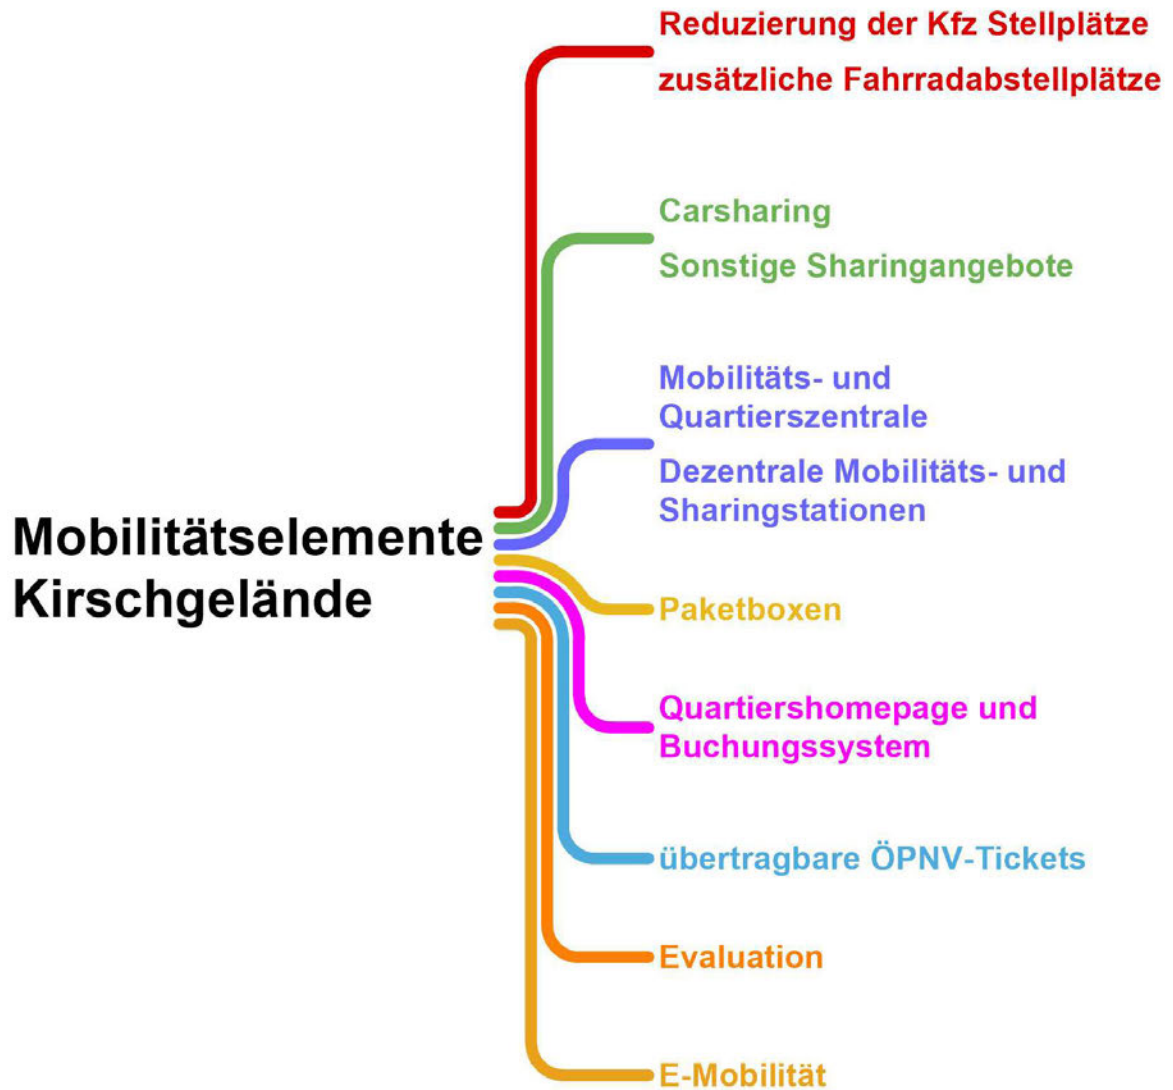 Mobilitätselemente
Kirschgelände
Reduzierung der Kfz Stellplätze
zusätzliche Fahrradabstellplätze
Carsharing
Sonstige Sharingangebote
Mobilitäts- und
Quartierszentrale
Dezentrale Mobilitäts- und
Sharingstationen
Paketboxen
Quartiershomepage und
Buchungssystem
übertragbare ÖPNV-Tickets
Evaluation
E-Mobilität